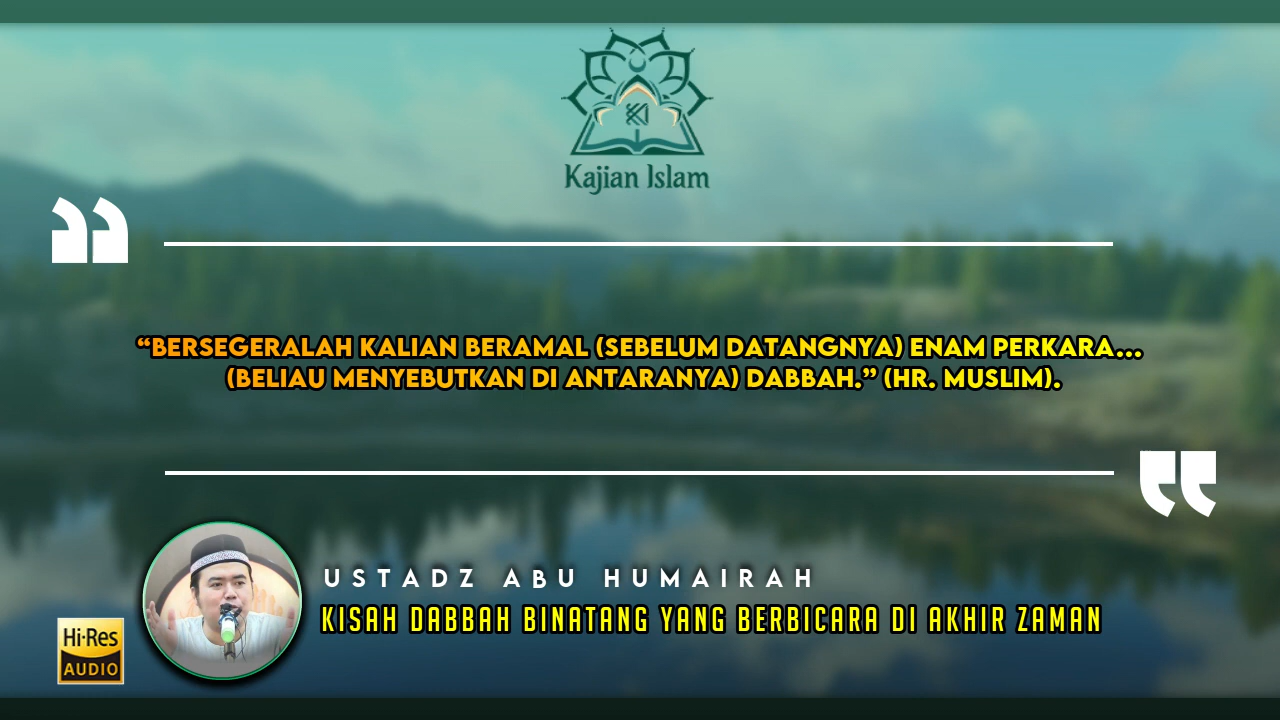 Kajian Islam
“BERSEGERALAH KALIAN BERAMAL (SEBELUM DATANGNYA) ENAM PERKARA...
(BELIAU MENYEBUTKAN DI ANTARANYA) DABBAH.” (HR. MUSLIM).
USTADZ ABU HUMAIRAH
KISAH DABBAH BINATANG YANG BERBICARA DI AKHIR ZAMAN
Hi-Res
AUDIO